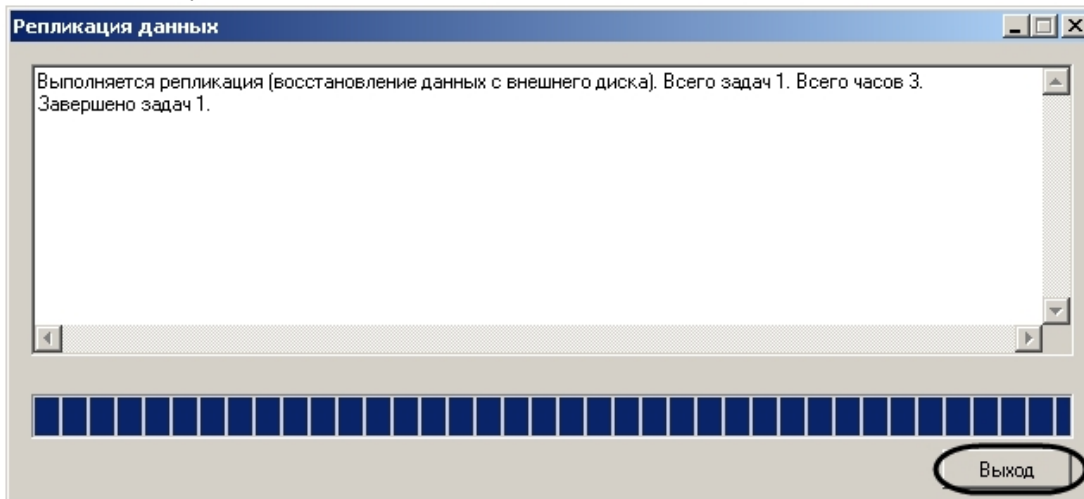 Репликация данных
Выполняется репликация (восстановление данных с внешнего диска). Всего задач 1. Всего часов 3.
Завершено задач 1.
Выход